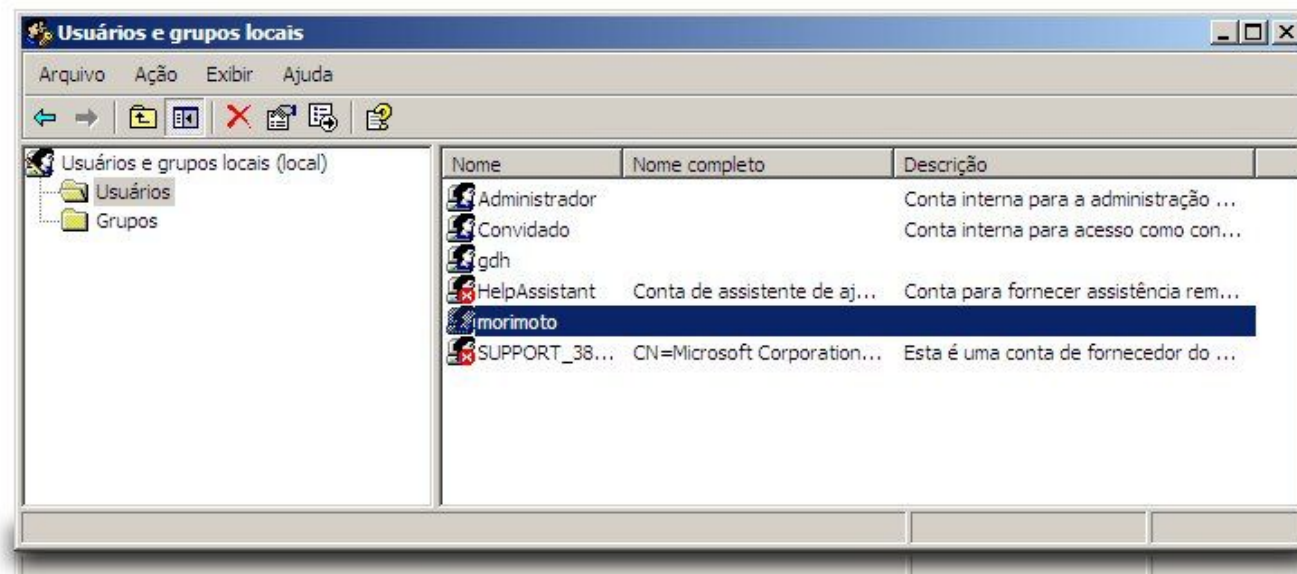 Usuários e grupos locais
Arquivo Ação Exibir Ajuda
Usuários e grupos locais (local)
Usuários
Grupos
Nome Nome completo Descrição
Administrador Conta interna para a administração ...
Convidado Conta interna para acesso como con...
gdh
HelpAssistant Conta de assistente de aj... Conta para fornecer assistência rem...
morimoto
SUPPORT_38... CN=Microsoft Corporation... Esta é uma conta de fornecedor do ...